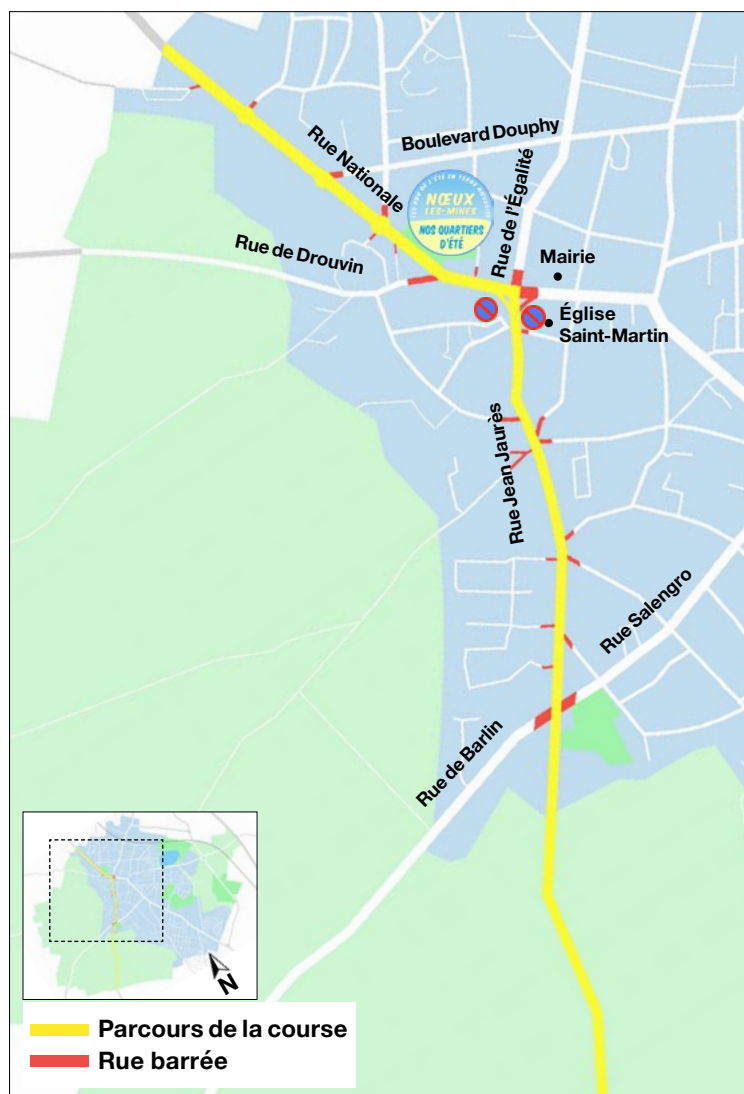 Boulevard Douphy
Rue Nationale
Rue de l'Égalité
NŒUX
LES-MINES
NOS QUARTIERS
D'ÉTÉ
Rue de Drouvin
Mairie
Église
Saint-Martin
Rue Jean Jaurès
Rue Salengro
Rue de Barlin
N
Parcours de la course
Rue barrée